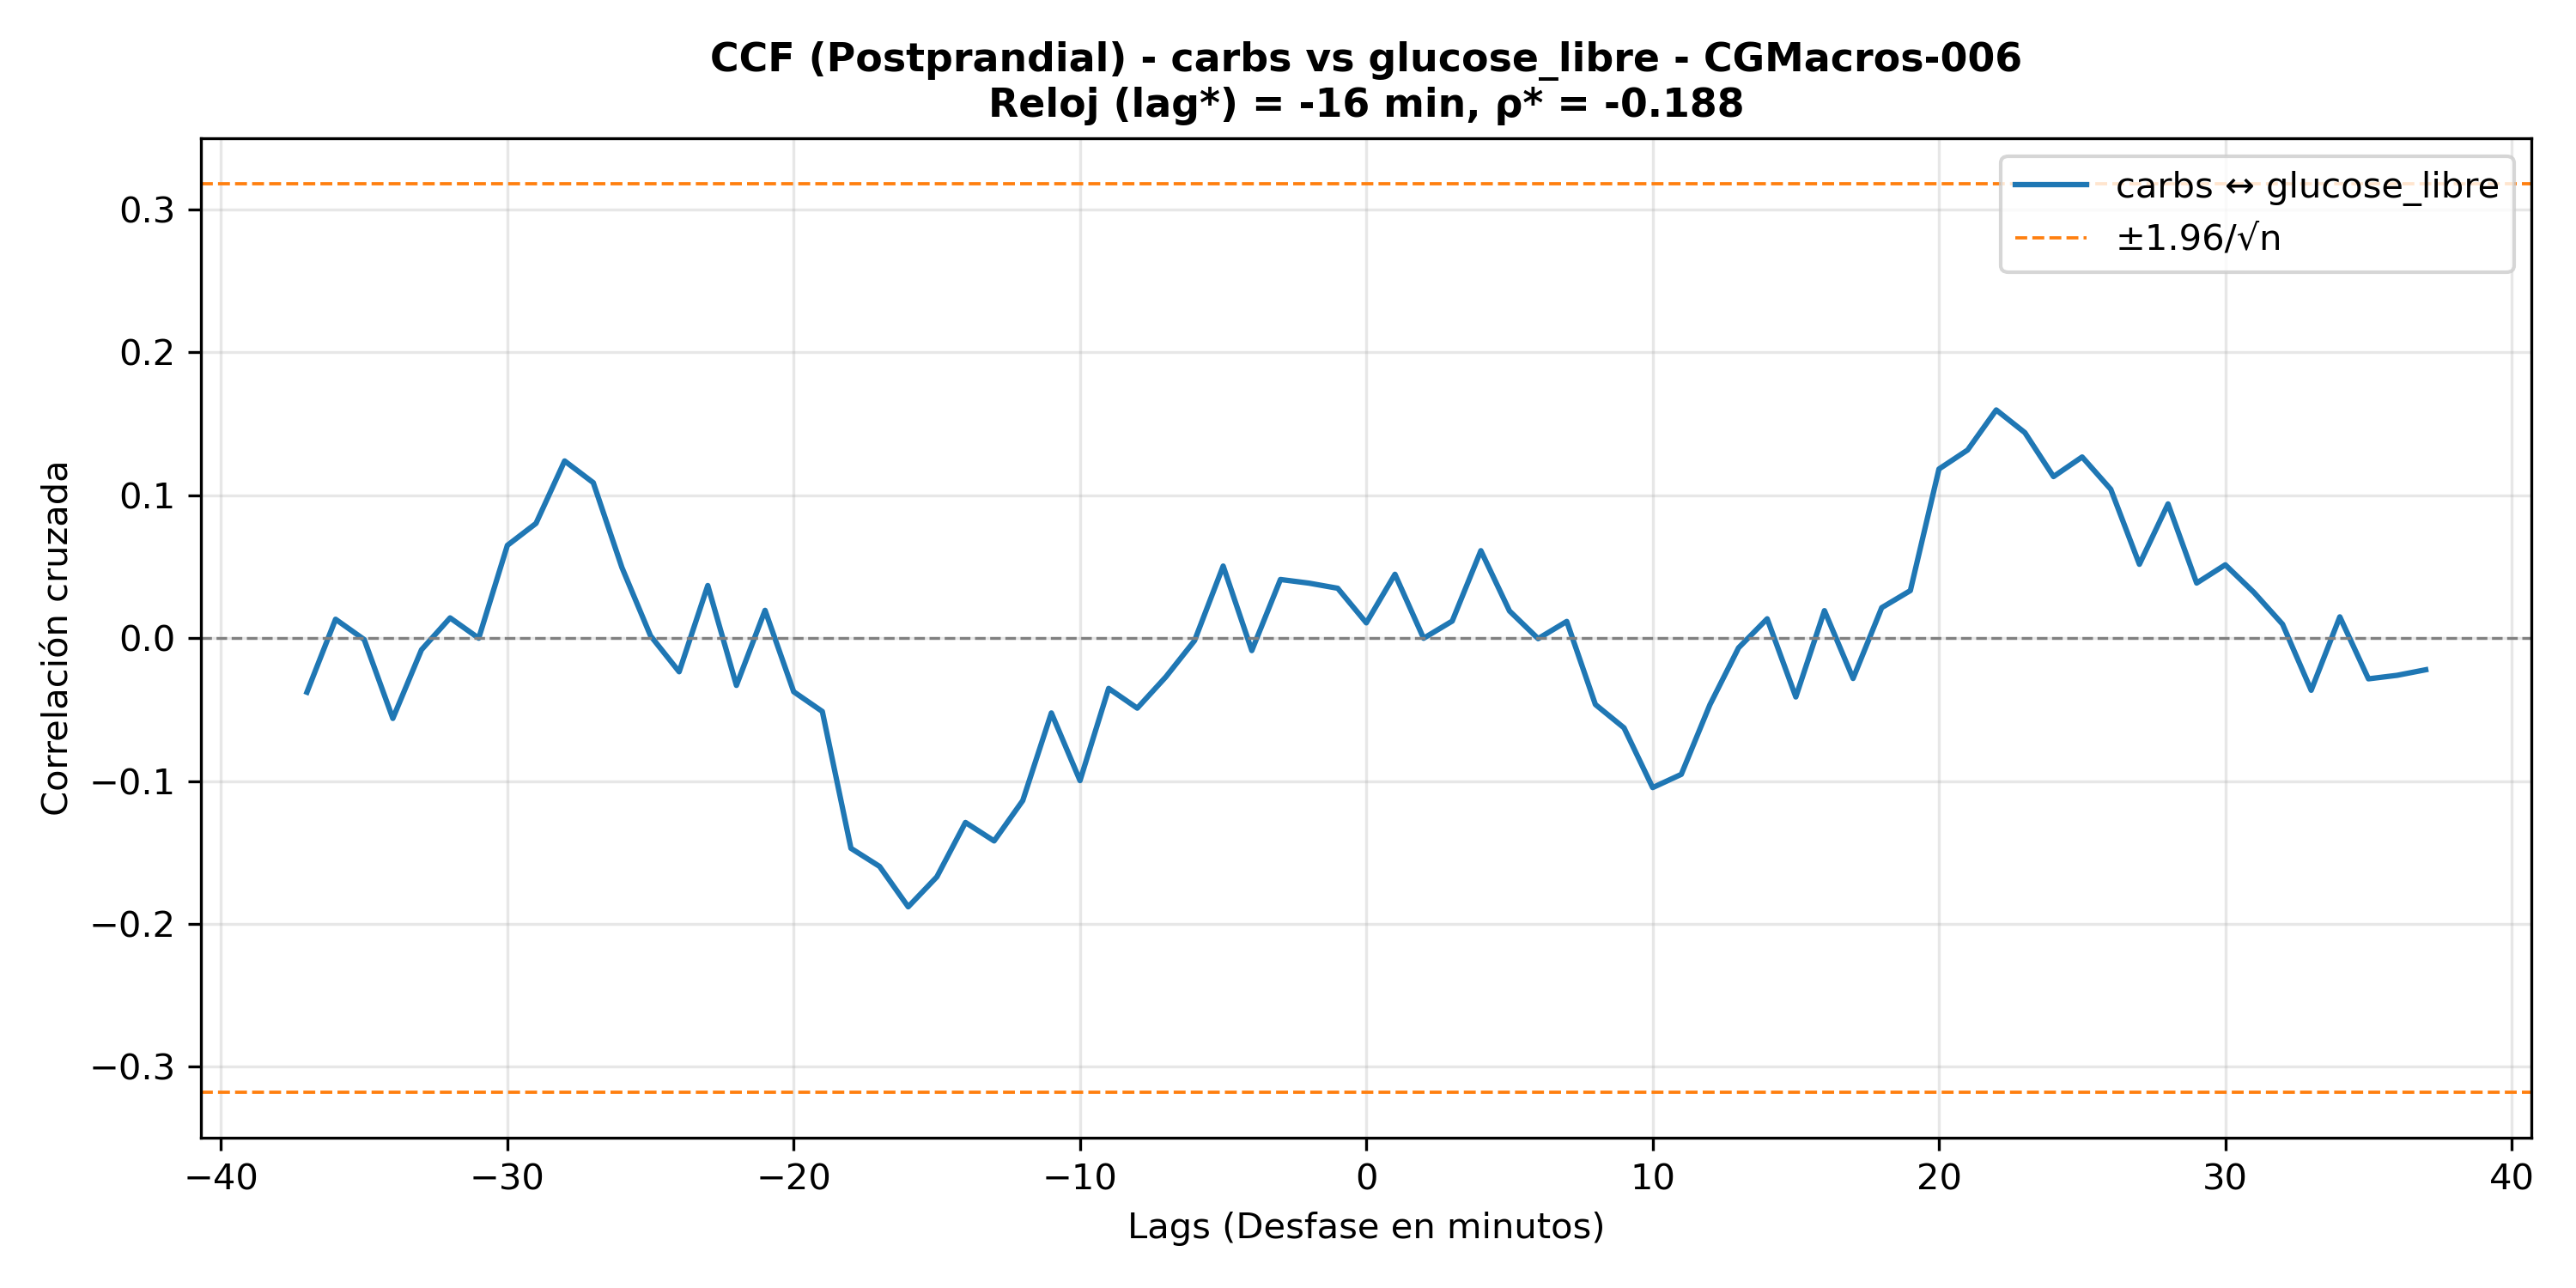 CCF (Postprandial) - carbs vs glucose_libre - CGMacros-006
Reloj (lag*) = -16 min, ρ* = -0.188
carbs ↔ glucose_libre
±1.96/√n
Correlación cruzada
0.3
0.2
0.1
0.0
−0.1
−0.2
−0.3
−40 −30 −20 −10 0 10 20 30 40
Lags (Desfase en minutos)